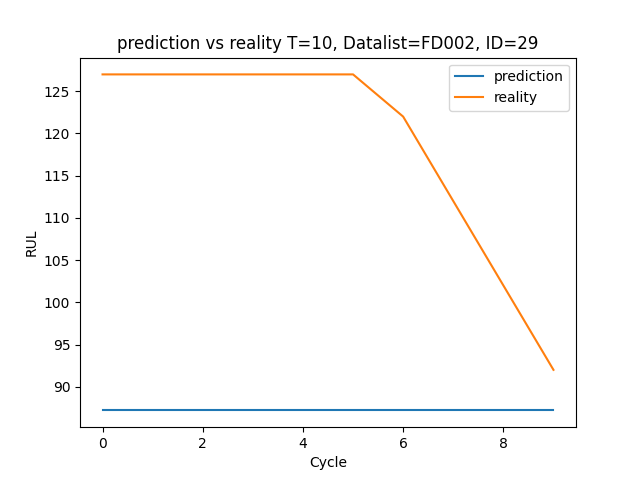 prediction vs reality T=10, Datalist=FD002, ID=29
prediction
reality
125
120
115
110
105
100
95
90
RUL
0 2 4 6 8
Cycle